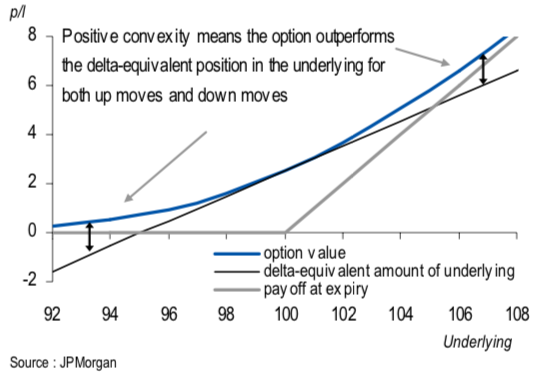 p/l
8
Positive convexity means the option outperforms
the delta-equivalent position in the underlying for
both up moves and down moves
6
4
2
0
option value
delta-equivalent amount of underlying
pay off at expiry
-2
92 94 96 98 100 102 104 106 108
Underlying
Source : JPMorgan